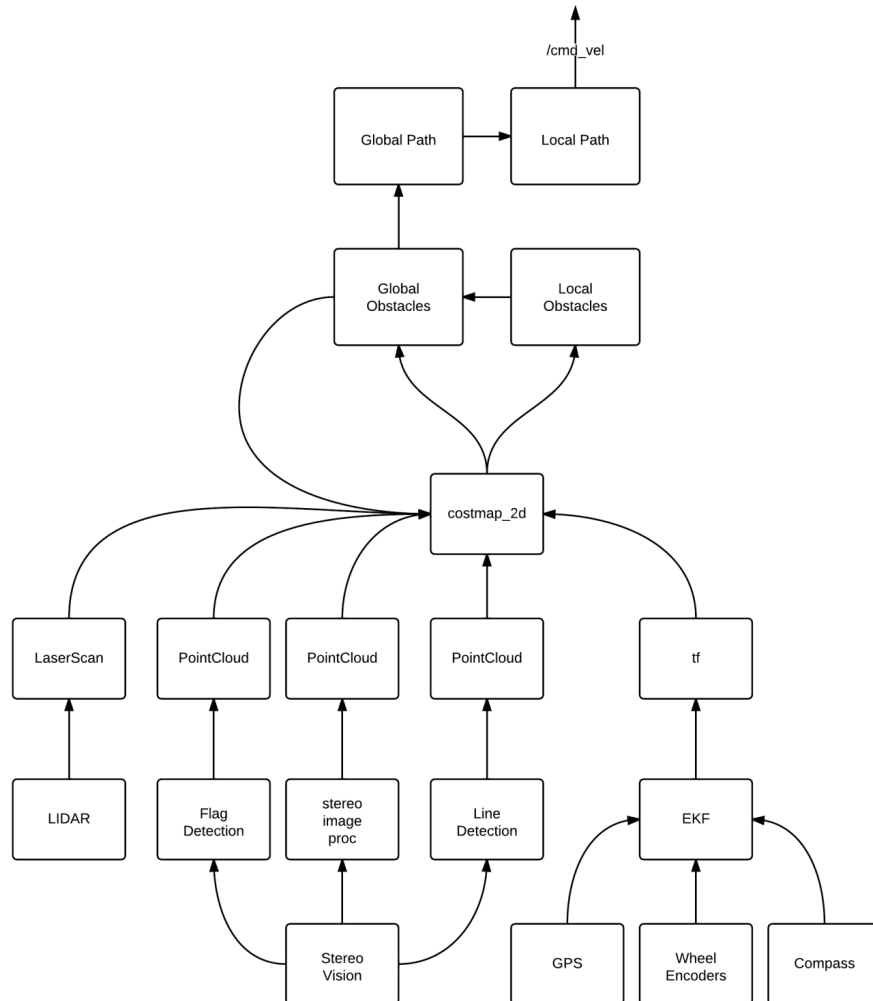 /cmd_vel
Global Path
Local Path
Global
Obstacles
Local
Obstacles
costmap_2d
LaserScan
PointCloud
PointCloud
PointCloud
tf
LIDAR
Flag
Detection
stereo
image
proc
Line
Detection
EKF
Stereo
Vision
GPS
Wheel
Encoders
Compass